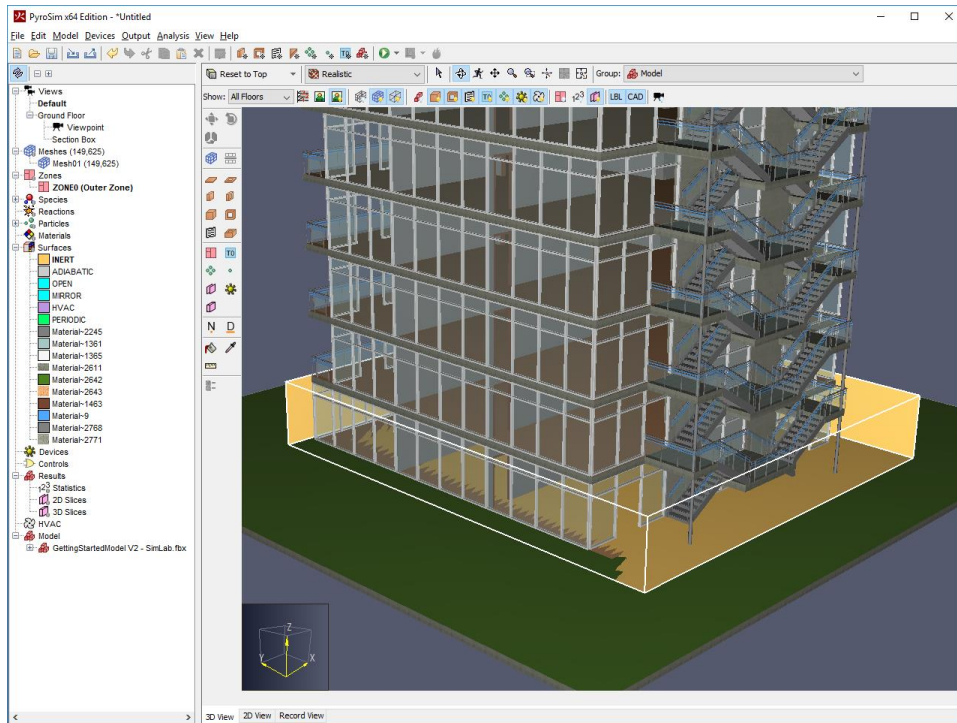 PyroSim x64 Edition - *Untitled
File Edit Model Devices Output Analysis View Help
Reset to Top Realistic Group: Model
Show: All Floors 123 LBL CAD
Views
Default
Ground Floor
Viewpoint
Section Box
Meshes (149,625)
Mesh01 (149,625)
Zones
ZONE0 (Outer Zone)
Species
Reactions
Particles
Materials
Surfaces
INERT
ADIABATIC
OPEN
MIRROR
HVAC
PERIODIC
Material~2245
Material~1361
Material~1365
Material~2611
Material~2642
Material~2643
Material~1463
Material~9
Material~2768
Material~2771
Devices
Controls
Results
123 Statistics
2D Slices
3D Slices
HVAC
Model
GettingStartedModel V2 - SimLab.fbx
T0
N D
Z
Y X
3D View 2D View Record View